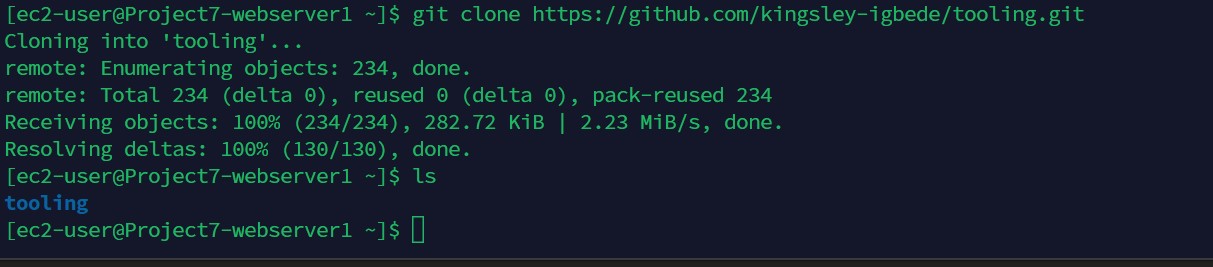 [ec2-user@Project7-webserver1 ~]$ git clone https://github.com/kingsley-igbede/tooling.git
Cloning into 'tooling'...
remote: Enumerating objects: 234, done.
remote: Total 234 (delta 0), reused 0 (delta 0), pack-reused 234
Receiving objects: 100% (234/234), 282.72 KiB | 2.23 MiB/s, done.
Resolving deltas: 100% (130/130), done.
[ec2-user@Project7-webserver1 ~]$ ls
tooling
[ec2-user@Project7-webserver1 ~]$